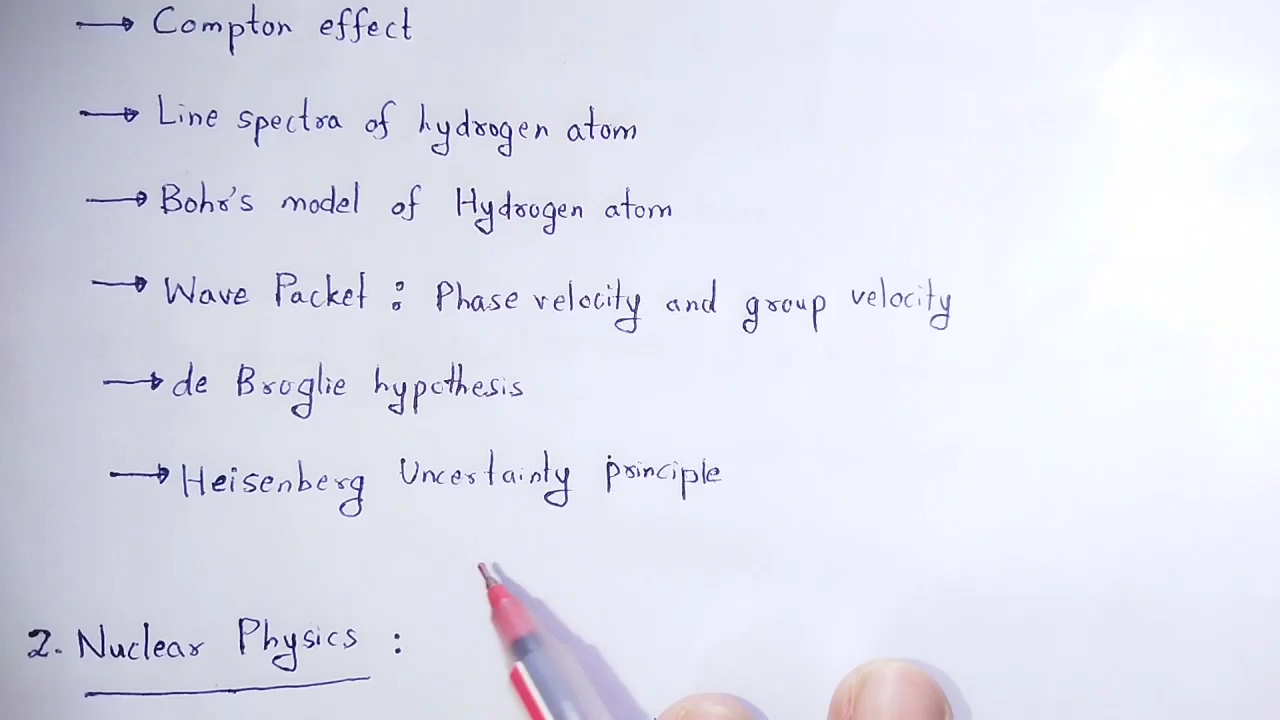 → Compton effect
→ Line spectra of hydrogen atom
→ Bohr's model of Hydrogen atom
→ Wave Packet : Phase velocity and group velocity
→ de Broglie hypothesis
→ Heisenberg Uncertainty principle
2. Nuclear Physics :